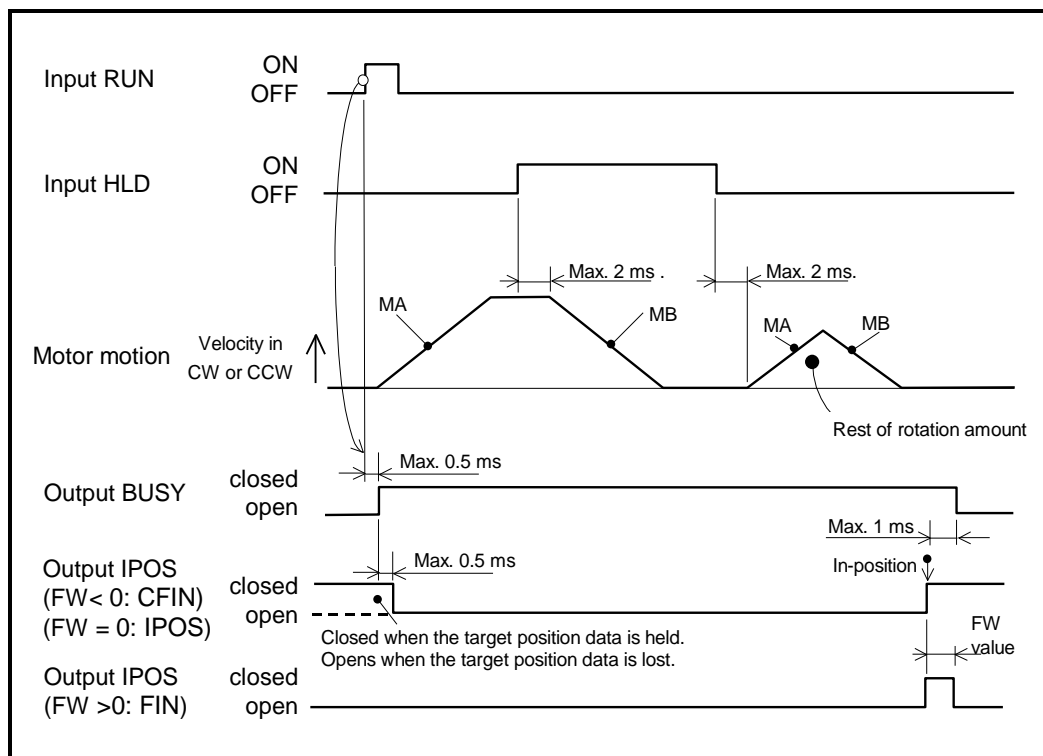 Input RUN
ON
OFF
Input HLD
ON
OFF
Max. 2 ms .
Max. 2 ms.
MA
MB
MA
MB
Motor motion
Velocity in
CW or CCW
Rest of rotation amount
Max. 0.5 ms
Output BUSY
closed
open
Max. 1 ms
Max. 0.5 ms
In-position
Output IPOS
(FW< 0: CFIN)
(FW = 0: IPOS)
closed
open
Closed when the target position data is held.
Opens when the target position data is lost.
FW
value
Output IPOS
(FW >0: FIN)
closed
open